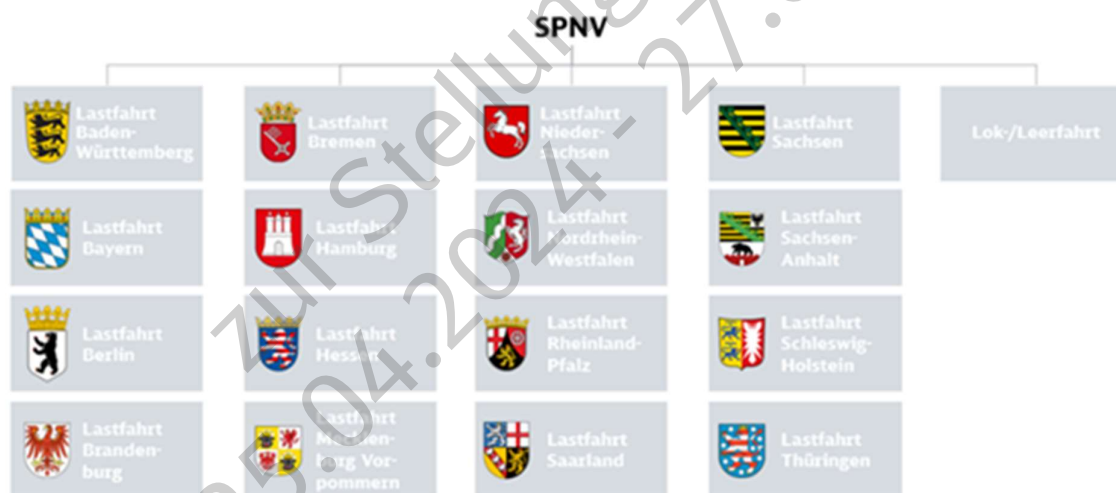 SPNV
Lastfahrt
Baden-
Württemberg
Lastfahrt
Bremen
Lastfahrt
Nieder-
sachsen
Lastfahrt
Sachsen
Lok-/Leerfahrt
Lastfahrt
Bayern
Lastfahrt
Hamburg
Lastfahrt
Nordrhein-
Westfalen
Lastfahrt
Sachsen-
Anhalt
Lastfahrt
Berlin
Lastfahrt
Hessen
Lastfahrt
Rheinland-
Pfalz
Lastfahrt
Schleswig-
Holstein
Lastfahrt
Branden-
burg
Lastfahrt
Mecklen-
burg Vor-
pommern
Lastfahrt
Saarland
Lastfahrt
Thüringen
zur Stellung
05.04.2024 - 27.